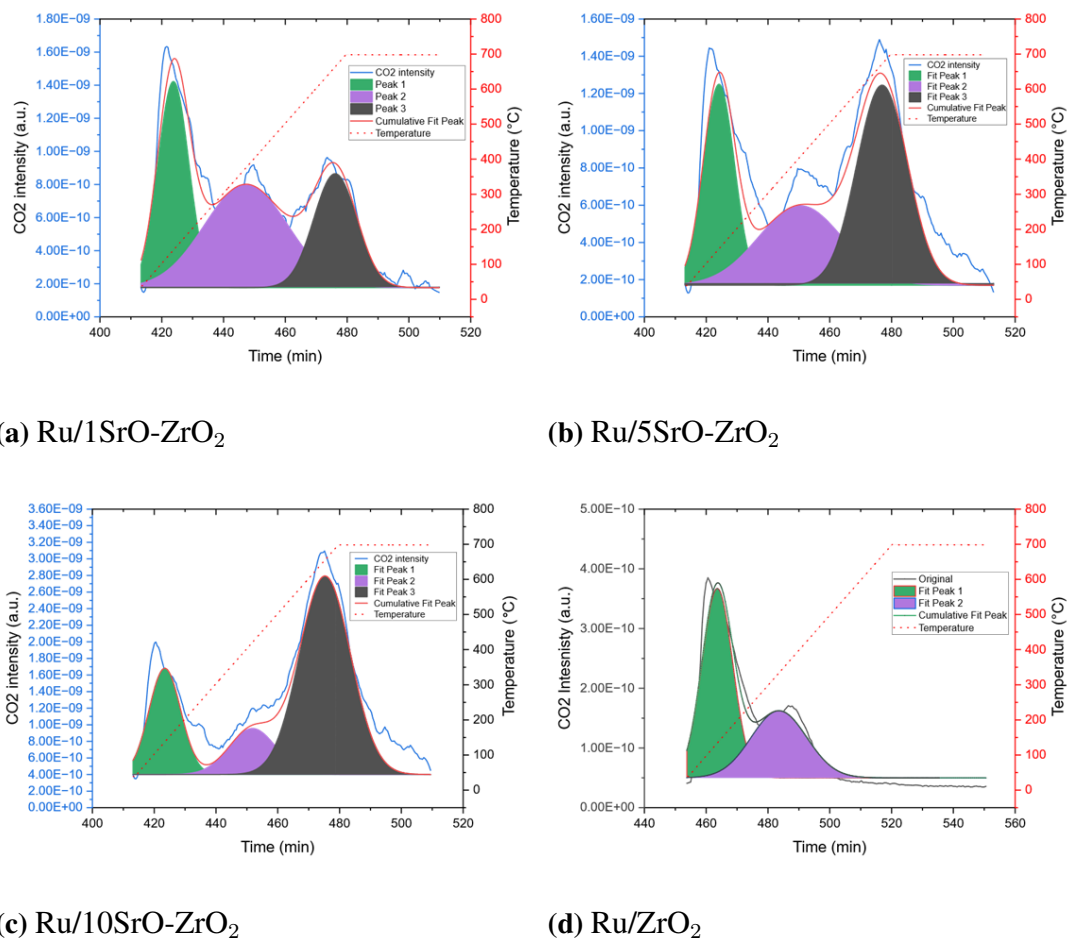 1.80E−09
1.60E−09
1.40E−09
1.20E−09
1.00E−09
8.00E−10
6.00E−10
4.00E−10
2.00E−10
0.00E+00
CO2 intensity (a.u.)
400 420 440 460 480 500 520
Time (min)
800
700
600
500
400
300
200
100
0
Temperature (°C)
CO2 intensity
Peak 1
Peak 2
Peak 3
Cumulative Fit Peak
Temperature
(a) Ru/1SrO-ZrO2
1.60E−09
1.40E−09
1.20E−09
1.00E−09
8.00E−10
6.00E−10
4.00E−10
2.00E−10
0.00E+00
CO2 intensity (a.u.)
400 420 440 460 480 500 520
Time (min)
800
700
600
500
400
300
200
100
0
Temperature (°C)
CO2 intensity
Fit Peak 1
Fit Peak 2
Fit Peak 3
Cumulative Fit Peak
Temperature
(b) Ru/5SrO-ZrO2
3.60E−09
3.40E−09
3.20E−09
3.00E−09
2.80E−09
2.60E−09
2.40E−09
2.20E−09
2.00E−09
1.80E−09
1.60E−09
1.40E−09
1.20E−09
1.00E−09
8.00E−10
6.00E−10
4.00E−10
2.00E−10
0.00E+00
CO2 intensity (a.u.)
400 420 440 460 480 500 520
Time (min)
800
700
600
500
400
300
200
100
0
Temperature (°C)
CO2 intensity
Fit Peak 1
Fit Peak 2
Fit Peak 3
Cumulative Fit Peak
Temperature
(c) Ru/10SrO-ZrO2
5.00E−10
4.00E−10
3.00E−10
2.00E−10
1.00E−10
0.00E+00
CO2 Intesnisty (a.u.)
460 480 500 520 540 560
Time (min)
800
700
600
500
400
300
200
100
0
Temperature (°C)
Original
Fit Peak 1
Fit Peak 2
Cumulative Fit Peak
Temperature
(d) Ru/ZrO2